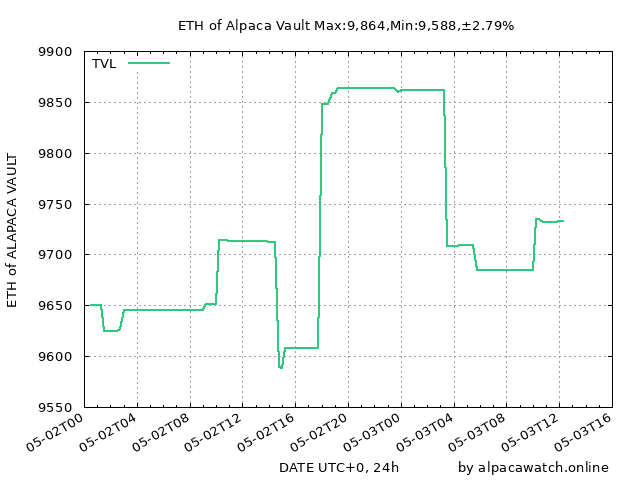 ETH of Alpaca Vault Max:9,864,Min:9,588,±2.79%
TVL
9900
9850
9800
9750
9700
9650
9600
9550
ETH of ALAPACA VAULT
05-02T00
05-02T04
05-02T08
05-02T12
05-02T16
05-02T20
05-03T00
05-03T04
05-03T08
05-03T12
05-03T16
DATE UTC+0, 24h
by alpacawatch.online